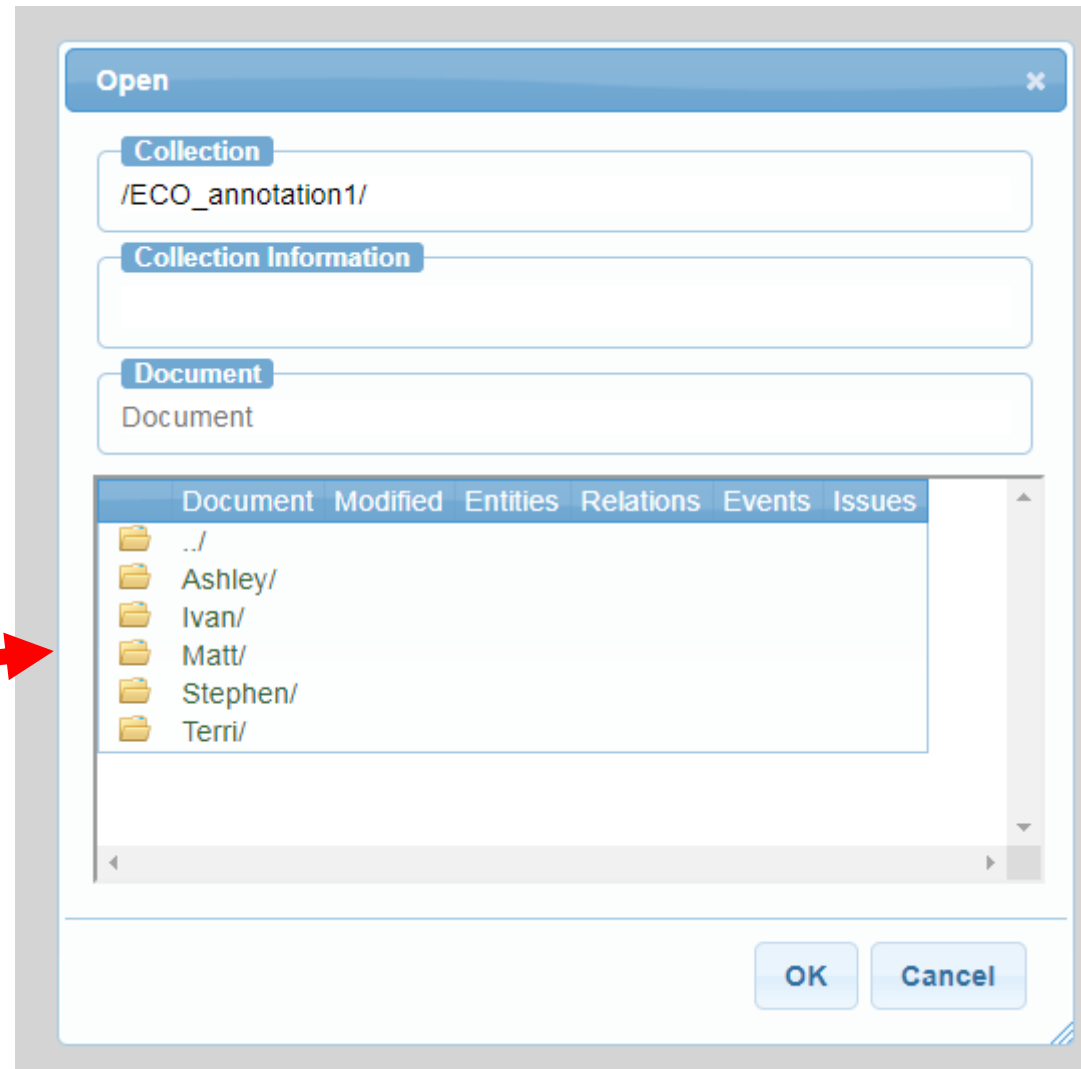 Open
Collection
/ECO_annotation1/
Collection Information
Document
Document
Document Modified Entities Relations Events Issues
../
Ashley/
Ivan/
Matt/
Stephen/
Terri/
OK Cancel